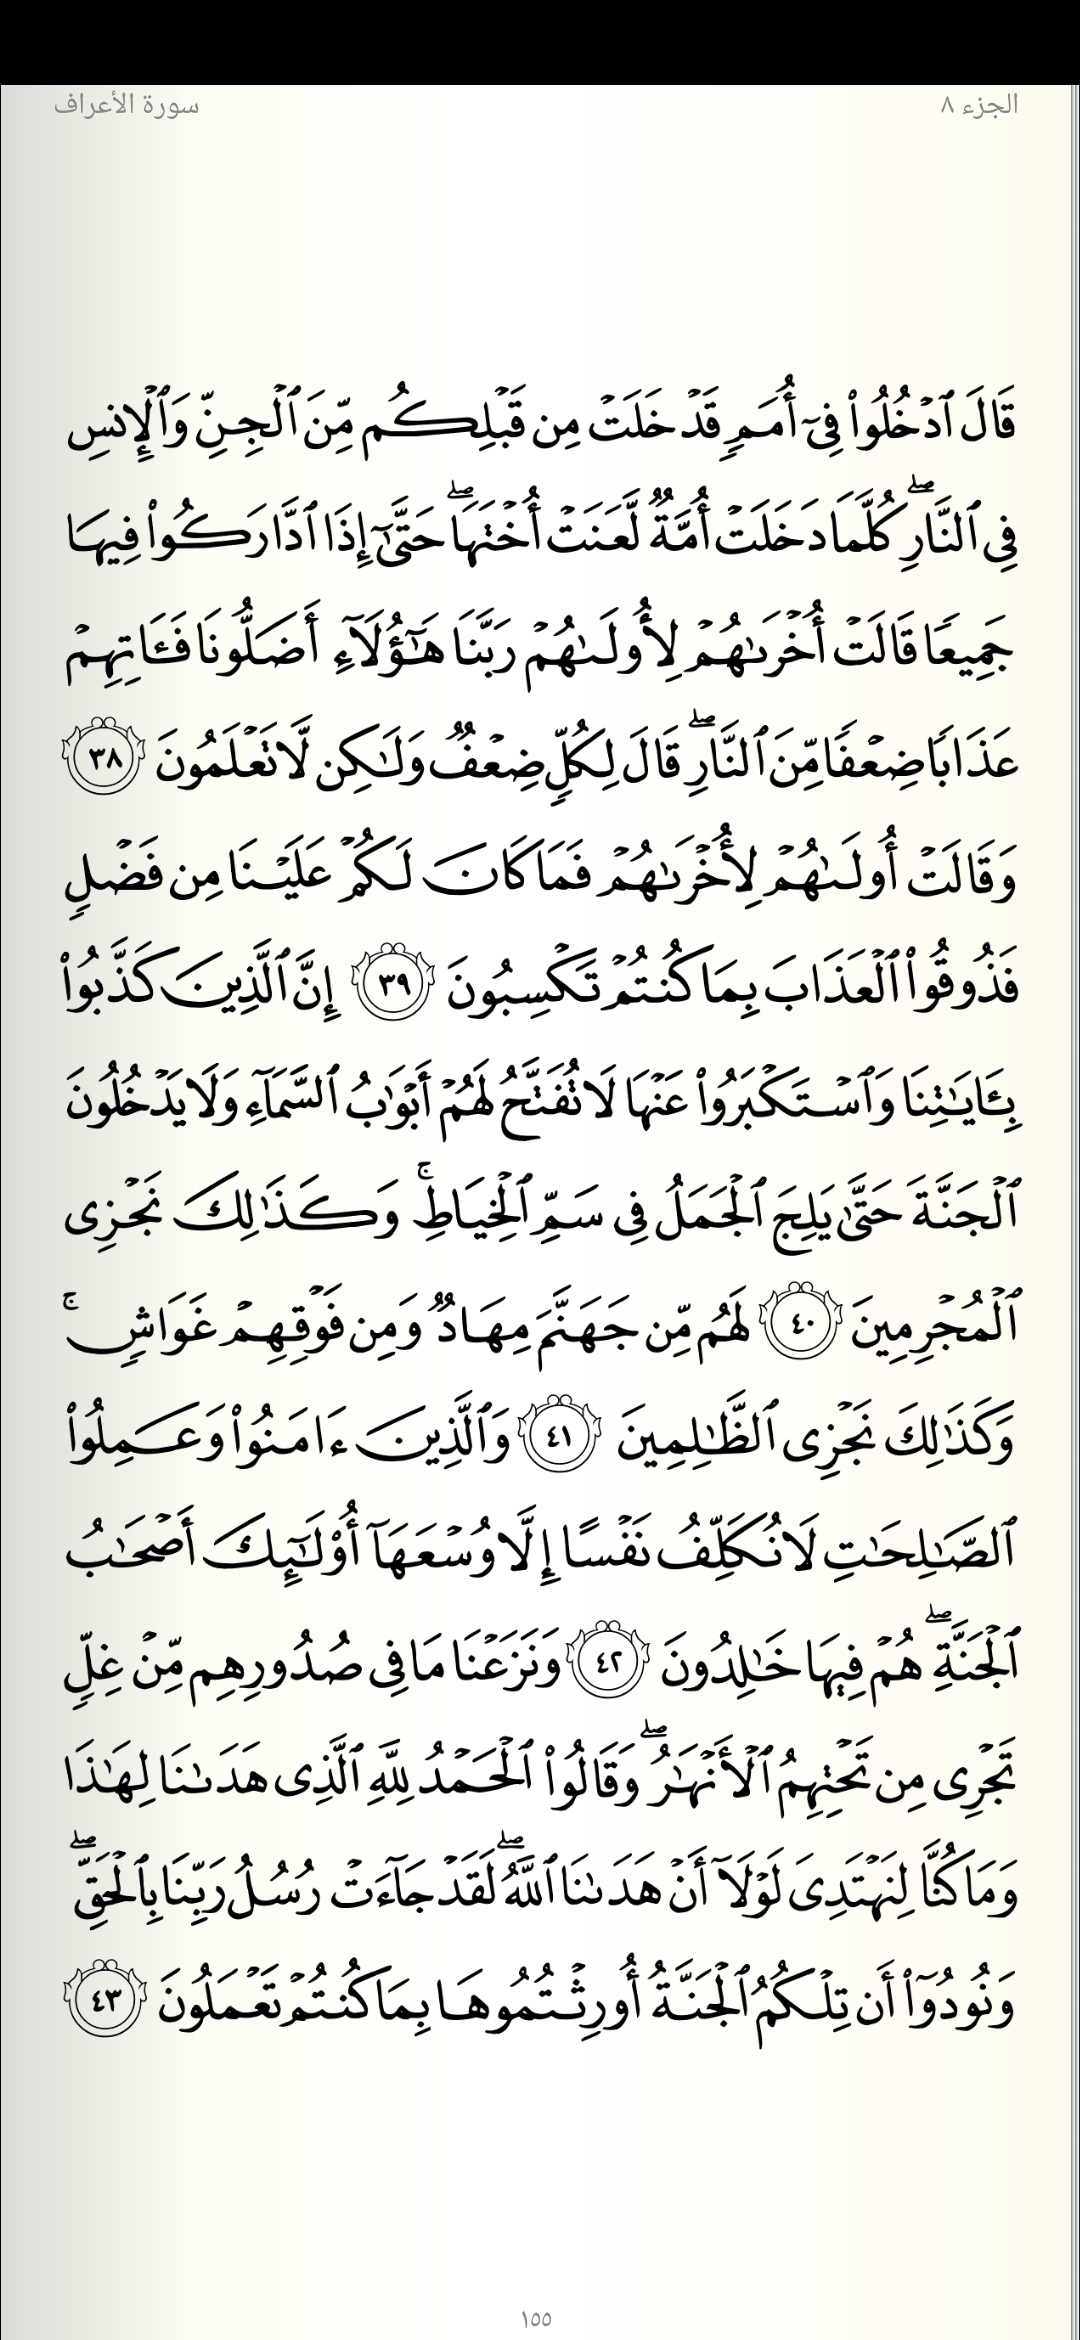 الجزء ٨
سورة الأعراف
قَالَ ٱدۡخُلُواْ فِيٓ أُمَمٖ قَدۡ خَلَتۡ مِن قَبۡلِكُم مِّنَ ٱلۡجِنِّ وَٱلۡإِنسِ
فِي ٱلنَّارِۖ كُلَّمَا دَخَلَتۡ أُمَّةٞ لَّعَنَتۡ أُخۡتَهَاۖ حَتَّىٰٓ إِذَا ٱدَّارَكُواْ فِيهَا
جَمِيعٗا قَالَتۡ أُخۡرَىٰهُمۡ لِأُولَىٰهُمۡ رَبَّنَا هَٰٓؤُلَآءِ أَضَلُّونَا فَـَٔاتِهِمۡ
عَذَابٗا ضِعۡفٗا مِّنَ ٱلنَّارِۖ قَالَ لِكُلّٖ ضِعۡفٞ وَلَٰكِن لَّا تَعۡلَمُونَ ٣٨
وَقَالَتۡ أُولَىٰهُمۡ لِأُخۡرَىٰهُمۡ فَمَا كَانَ لَكُمۡ عَلَيۡنَا مِن فَضۡلٖ
فَذُوقُواْ ٱلۡعَذَابَ بِمَا كُنتُمۡ تَكۡسِبُونَ ٣٩ إِنَّ ٱلَّذِينَ كَذَّبُواْ
بِـَٔايَٰتِنَا وَٱسۡتَكۡبَرُواْ عَنۡهَا لَا تُفَتَّحُ لَهُمۡ أَبۡوَٰبُ ٱلسَّمَآءِ وَلَا يَدۡخُلُونَ
ٱلۡجَنَّةَ حَتَّىٰ يَلِجَ ٱلۡجَمَلُ فِي سَمِّ ٱلۡخِيَاطِۚ وَكَذَٰلِكَ نَجۡزِي
ٱلۡمُجۡرِمِينَ ٤٠ لَهُم مِّن جَهَنَّمَ مِهَادٞ وَمِن فَوۡقِهِمۡ غَوَاشٖۚ
وَكَذَٰلِكَ نَجۡزِي ٱلظَّٰلِمِينَ ٤١ وَٱلَّذِينَ ءَامَنُواْ وَعَمِلُواْ
ٱلصَّٰلِحَٰتِ لَا نُكَلِّفُ نَفۡسًا إِلَّا وُسۡعَهَآ أُوْلَٰٓئِكَ أَصۡحَٰبُ
ٱلۡجَنَّةِۖ هُمۡ فِيهَا خَٰلِدُونَ ٤٢ وَنَزَعۡنَا مَا فِي صُدُورِهِم مِّنۡ غِلّٖ
تَجۡرِي مِن تَحۡتِهِمُ ٱلۡأَنۡهَٰرُۖ وَقَالُواْ ٱلۡحَمۡدُ لِلَّهِ ٱلَّذِي هَدَىٰنَا لِهَٰذَا
وَمَا كُنَّا لِنَهۡتَدِيَ لَوۡلَآ أَنۡ هَدَىٰنَا ٱللَّهُۖ لَقَدۡ جَآءَتۡ رُسُلُ رَبِّنَا بِٱلۡحَقِّۖ
وَنُودُوٓاْ أَن تِلۡكُمُ ٱلۡجَنَّةُ أُورِثۡتُمُوهَا بِمَا كُنتُمۡ تَعۡمَلُونَ ٤٣
١٥٥